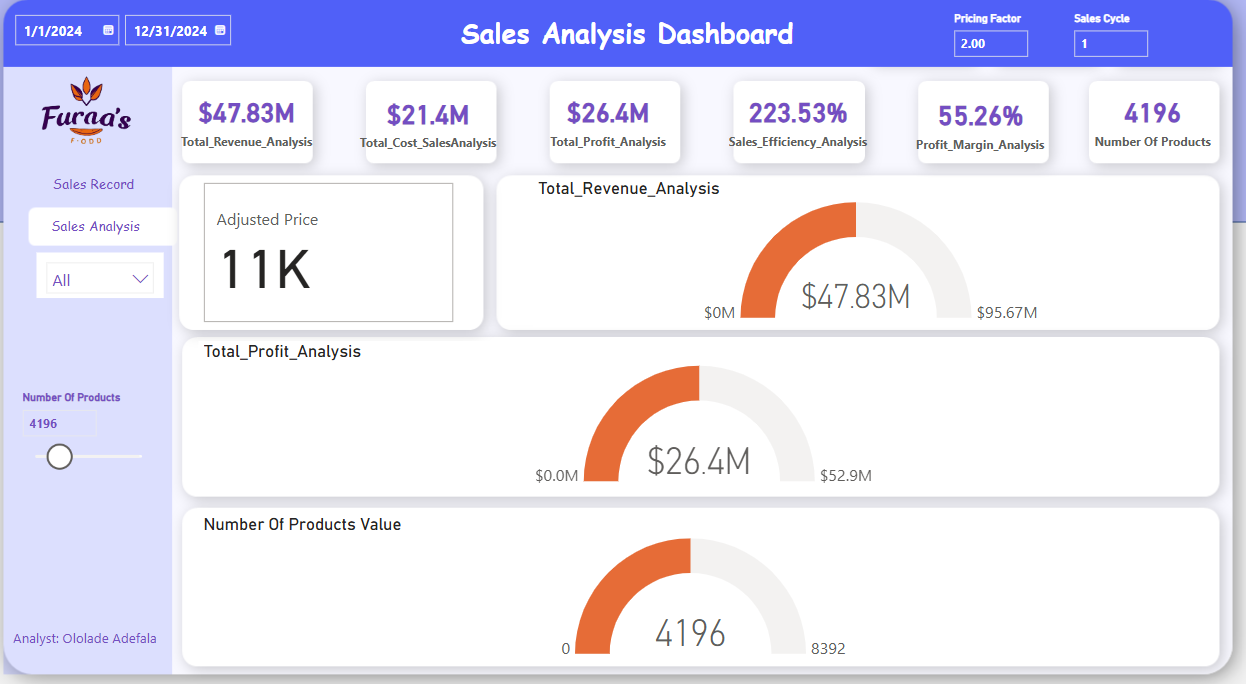 1/1/2024
12/31/2024
Sales Analysis Dashboard
Pricing Factor
2.00
Sales Cycle
1
Furaa's
F-OOD
Sales Record
Sales Analysis
All
Number Of Products
4196
Analyst: Ololade Adefala
$47.83M
Total_Revenue_Analysis
$21.4M
Total_Cost_SalesAnalysis
$26.4M
Total_Profit_Analysis
223.53%
Sales_Efficiency_Analysis
55.26%
Profit_Margin_Analysis
4196
Number Of Products
Adjusted Price
11K
Total_Revenue_Analysis
$47.83M
$0M
$95.67M
Total_Profit_Analysis
$26.4M
$0.0M
$52.9M
Number Of Products Value
4196
0
8392